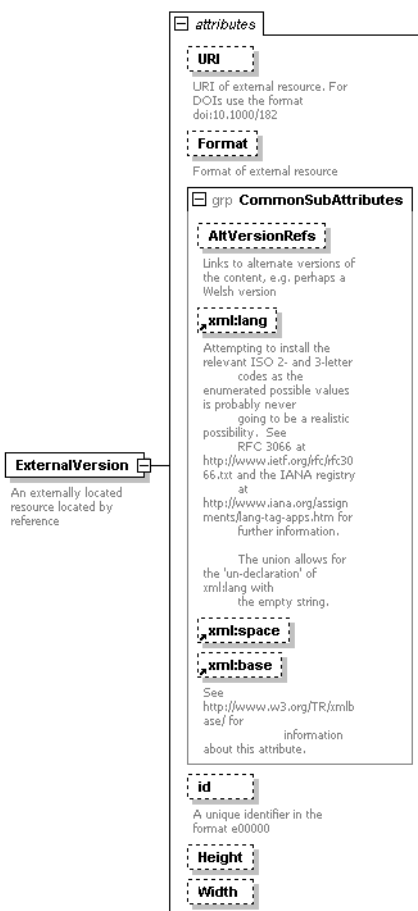 attributes
URI
URI of external resource. For
DOIs use the format
doi:10.1000/182
Format
Format of external resource
grp CommonSubAttributes
AltVersionRefs
Links to alternate versions of
the content, e.g. perhaps a
Welsh version
xml:lang
Attempting to install the
relevant ISO 2- and 3-letter
codes as the
enumerated possible values
is probably never
going to be a realistic
possibility. See
RFC 3066 at
http://www.ietf.org/rfc/rfc30
66.txt and the IANA registry
at
http://www.iana.org/assign
ments/lang-tag-apps.htm for
further information.
The union allows for
the 'un-declaration' of
xml:lang with
the empty string.
xml:space
xml:base
See
http://www.w3.org/TR/xmlb
ase/ for
information
about this attribute.
ExternalVersion
An externally located
resource located by
reference
id
A unique identifier in the
format e00000
Height
Width